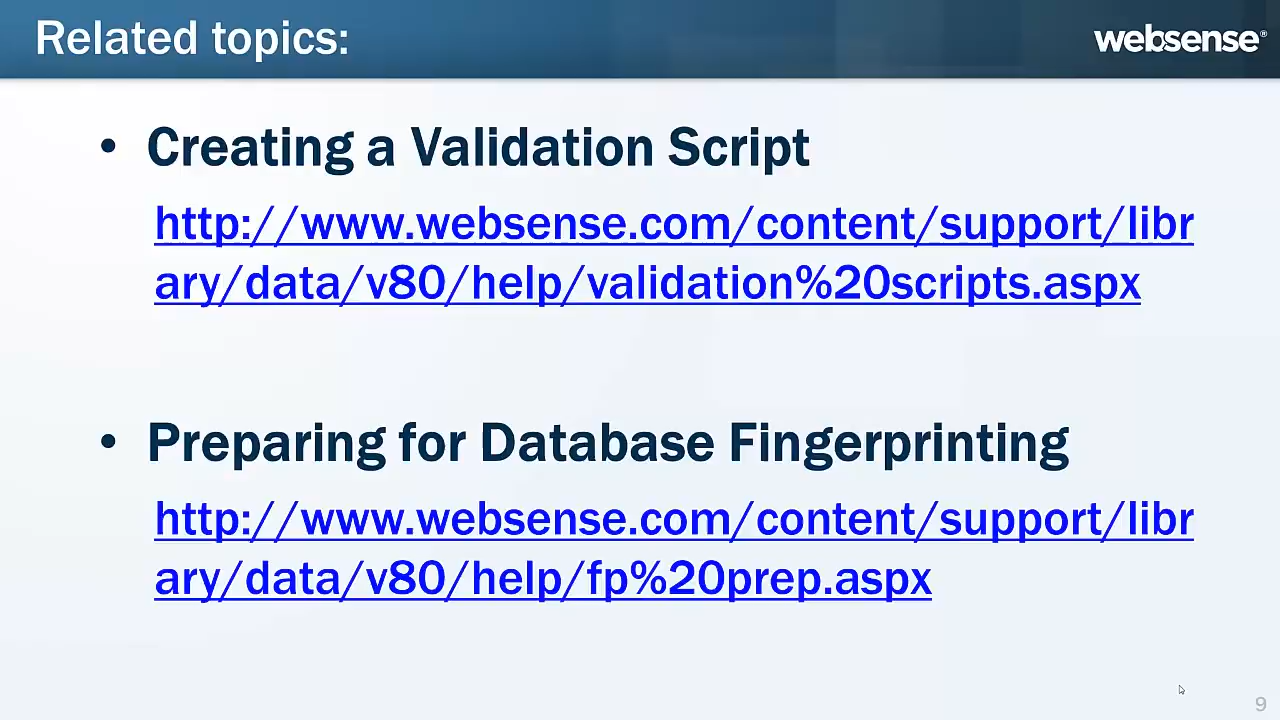 Related topics:
websense®
• Creating a Validation Script
http://www.websense.com/content/support/libr
ary/data/v80/help/validation%20scripts.aspx
• Preparing for Database Fingerprinting
http://www.websense.com/content/support/libr
ary/data/v80/help/fp%20prep.aspx
9